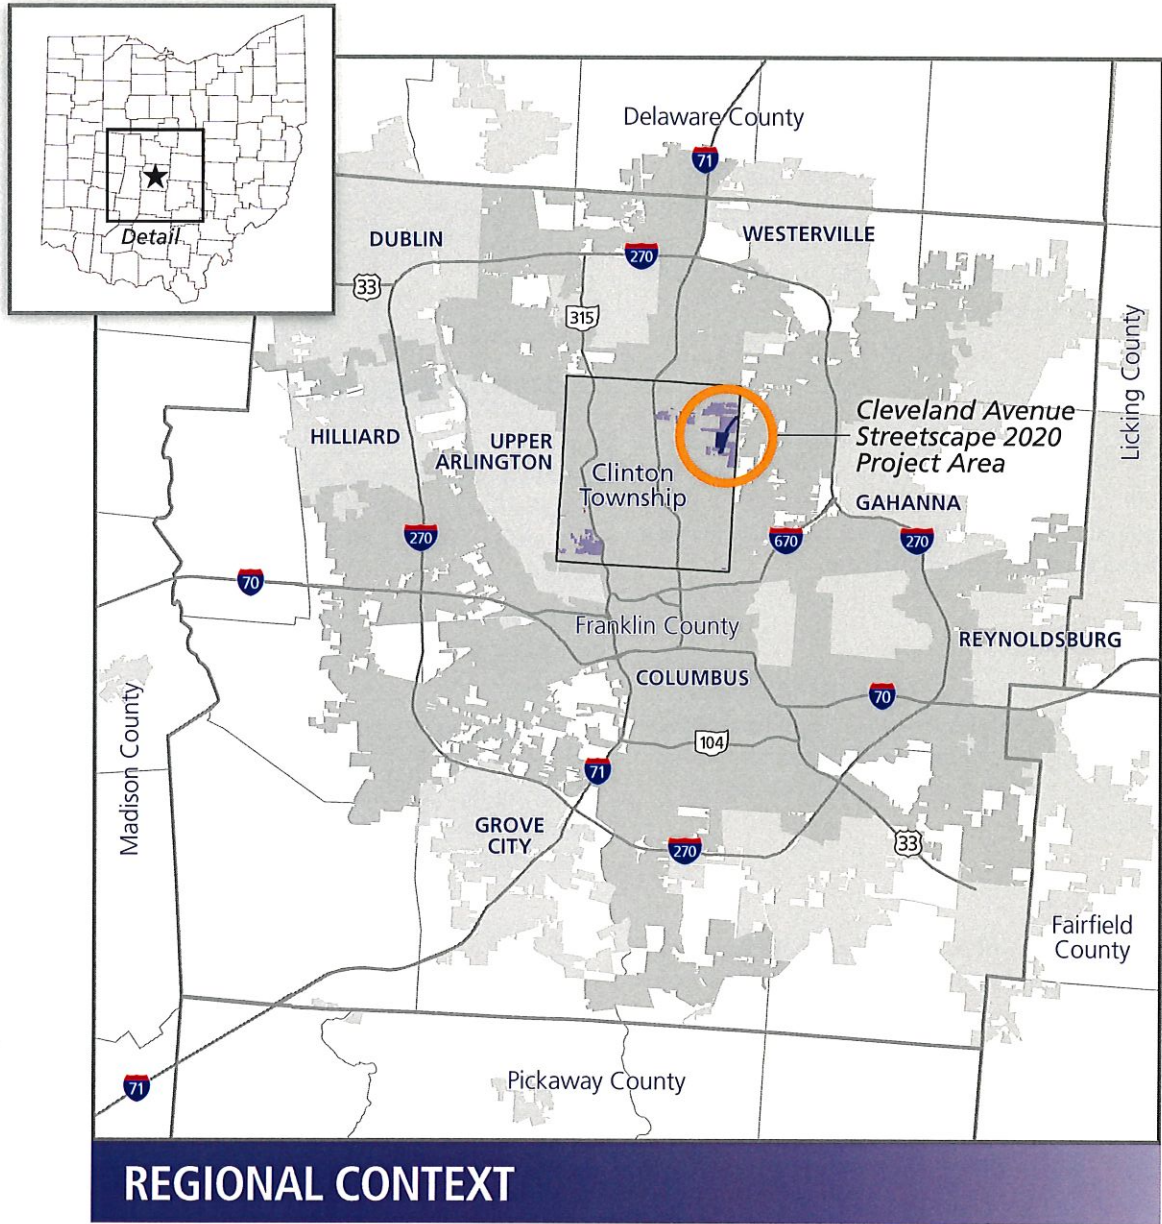 Detail
Delaware County
71
DUBLIN
WESTERVILLE
270
33
315
Licking County
Cleveland Avenue
Streetscape 2020
Project Area
HILLIARD
UPPER
ARLINGTON
Clinton
Township
GAHANNA
270
670
270
70
Franklin County
REYNOLDSBURG
COLUMBUS
70
Madison County
104
71
GROVE
CITY
270
33
Fairfield
County
Pickaway County
71
REGIONAL CONTEXT